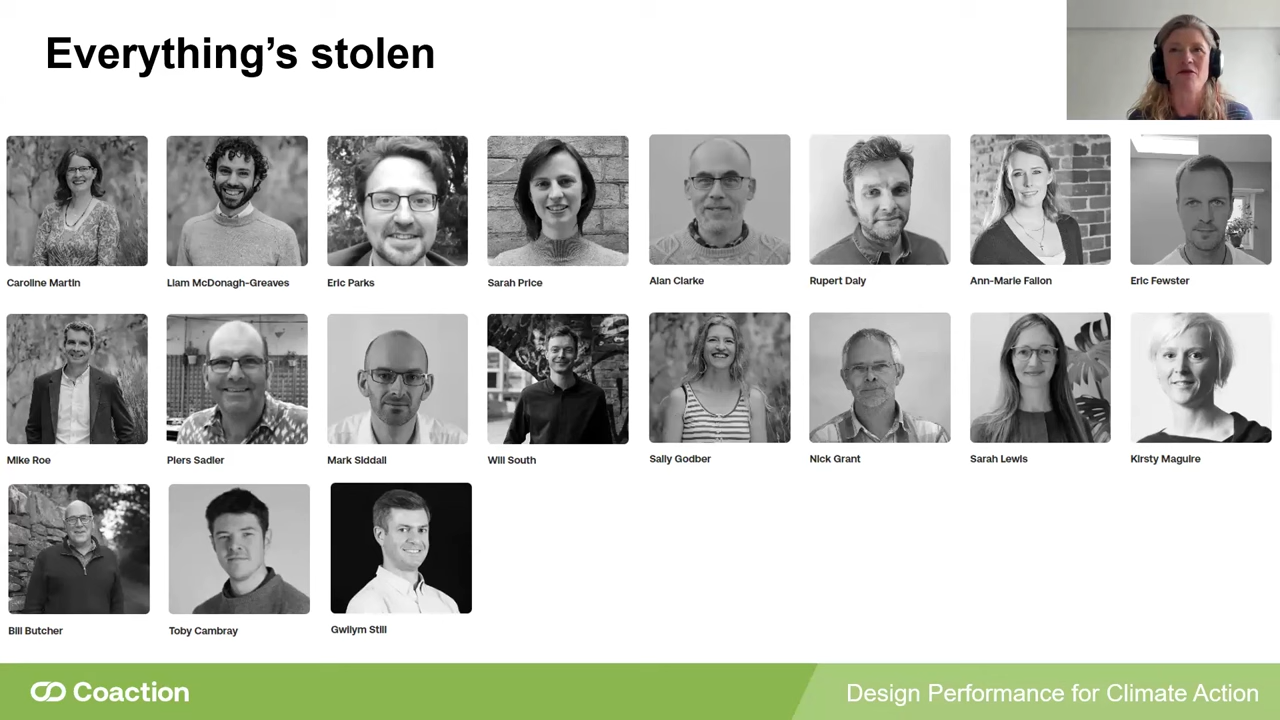 Everything's stolen
Caroline Martin
Liam McDonagh-Greaves
Eric Parks
Sarah Price
Alan Clarke
Rupert Daly
Ann-Marie Fallon
Eric Fewster
Mike Roe
Piers Sadler
Mark Siddall
Will South
Sally Godber
Nick Grant
Sarah Lewis
Kirsty Maguire
Bill Butcher
Toby Cambray
Gwilym Still
Coaction
Design Performance for Climate Action